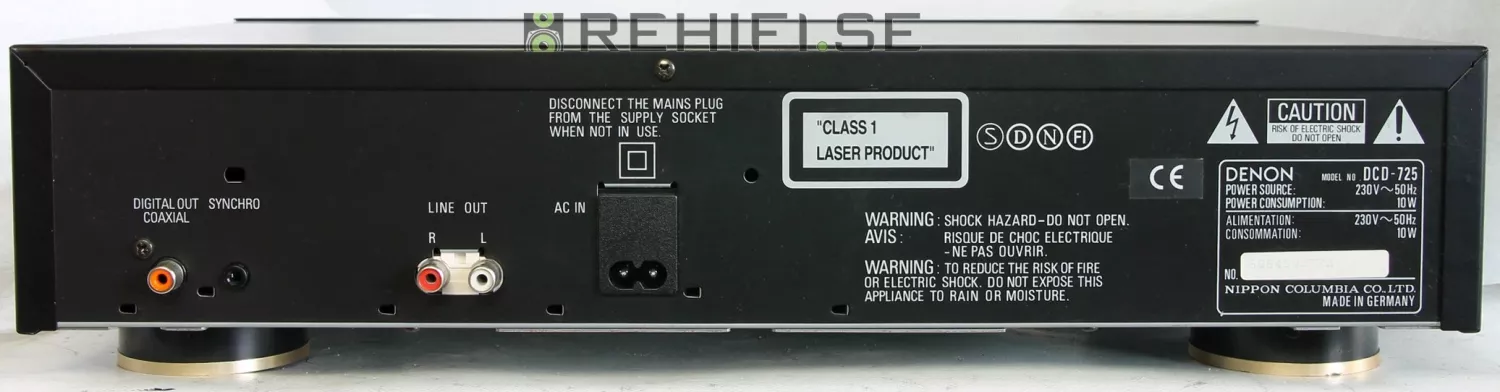 REHIFI.SE
DISCONNECT THE MAINS PLUG
FROM THE SUPPLY SOCKET
WHEN NOT IN USE.
"CLASS 1
LASER PRODUCT"
S D N FI
CAUTION
RISK OF ELECTRIC SHOCK
DO NOT OPEN
CE
DENON MODEL NO. DCD-725
POWER SOURCE: 230V~50Hz
POWER CONSUMPTION: 10W
ALIMENTATION: 230V~50Hz
CONSOMMATION: 10W
NO.
NIPPON COLUMBIA CO.,LTD.
MADE IN GERMANY
DIGITAL OUT SYNCHRO
COAXIAL
LINE OUT
R L
AC IN
WARNING: SHOCK HAZARD-DO NOT OPEN.
AVIS: RISQUE DE CHOC ELECTRIQUE
-NE PAS OUVRIR.
WARNING: TO REDUCE THE RISK OF FIRE
OR ELECTRIC SHOCK. DO NOT EXPOSE THIS
APPLIANCE TO RAIN OR MOISTURE.